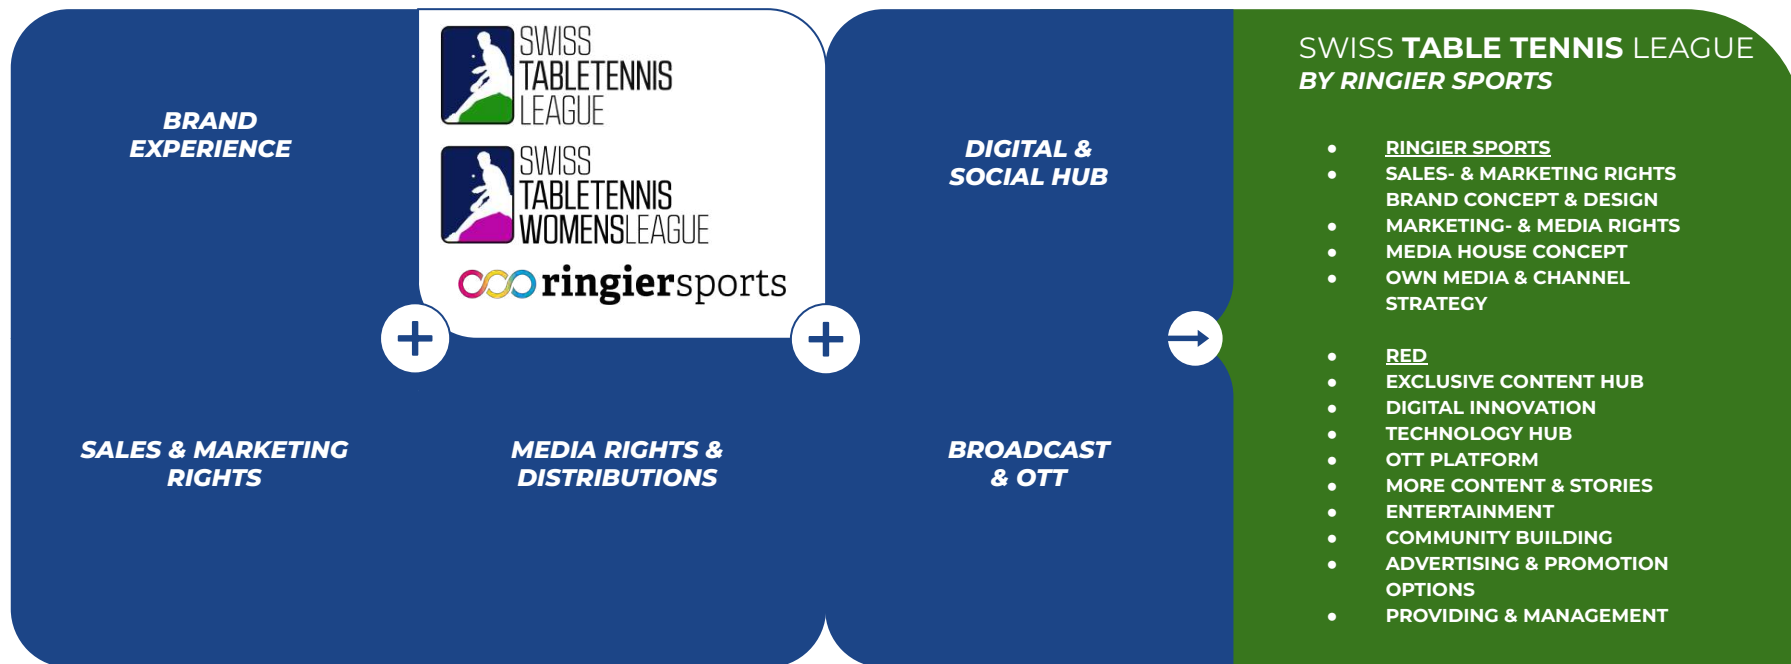 BRAND
EXPERIENCE
SWISS
TABLETENNIS
LEAGUE
SWISS
TABLETENNIS
WOMENSLEAGUE
ringiersports
DIGITAL &
SOCIAL HUB
SALES & MARKETING
RIGHTS
MEDIA RIGHTS &
DISTRIBUTIONS
BROADCAST
& OTT
SWISS TABLE TENNIS LEAGUE
BY RINGIER SPORTS
● RINGIER SPORTS
● SALES- & MARKETING RIGHTS
BRAND CONCEPT & DESIGN
● MARKETING- & MEDIA RIGHTS
● MEDIA HOUSE CONCEPT
● OWN MEDIA & CHANNEL
STRATEGY
● RED
● EXCLUSIVE CONTENT HUB
● DIGITAL INNOVATION
● TECHNOLOGY HUB
● OTT PLATFORM
● MORE CONTENT & STORIES
● ENTERTAINMENT
● COMMUNITY BUILDING
● ADVERTISING & PROMOTION
OPTIONS
● PROVIDING & MANAGEMENT